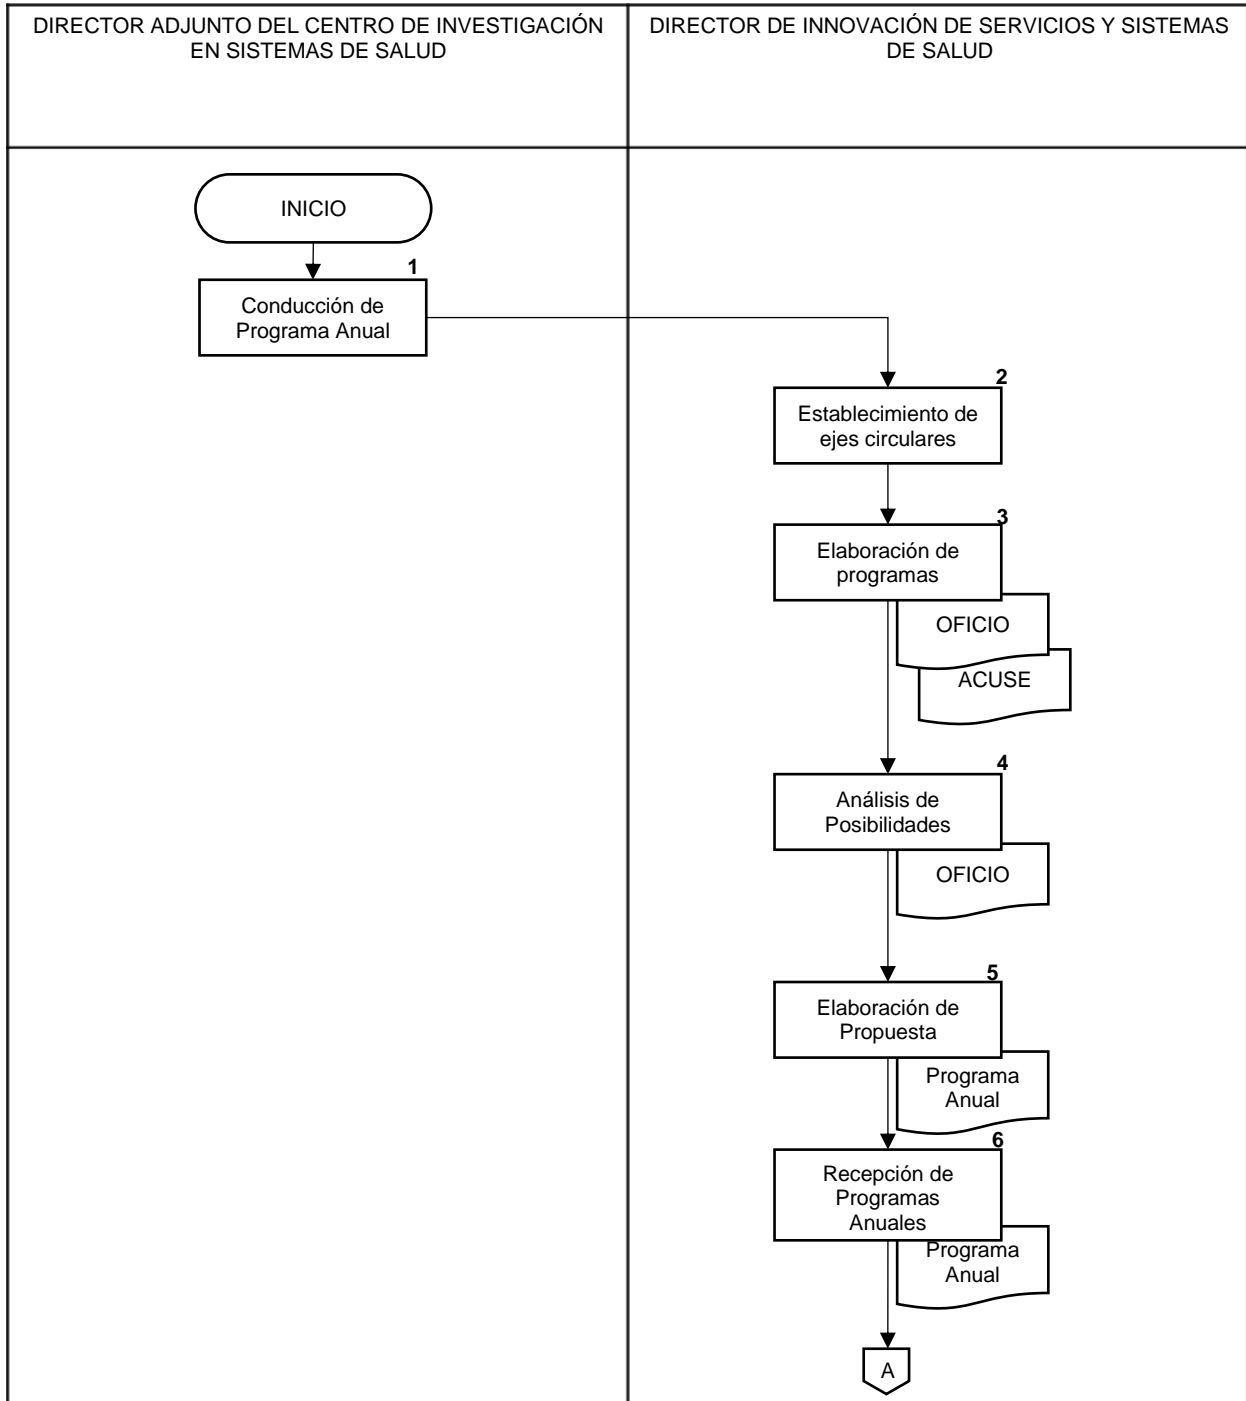 DIRECTOR ADJUNTO DEL CENTRO DE INVESTIGACIÓN
EN SISTEMAS DE SALUD
DIRECTOR DE INNOVACIÓN DE SERVICIOS Y SISTEMAS
DE SALUD
INICIO
1
Conducción de
Programa Anual
2
Establecimiento de
ejes circulares
3
Elaboración de
programas
OFICIO
ACUSE
4
Análisis de
Posibilidades
OFICIO
5
Elaboración de
Propuesta
Programa
Anual
6
Recepción de
Programas
Anuales
Programa
Anual
A